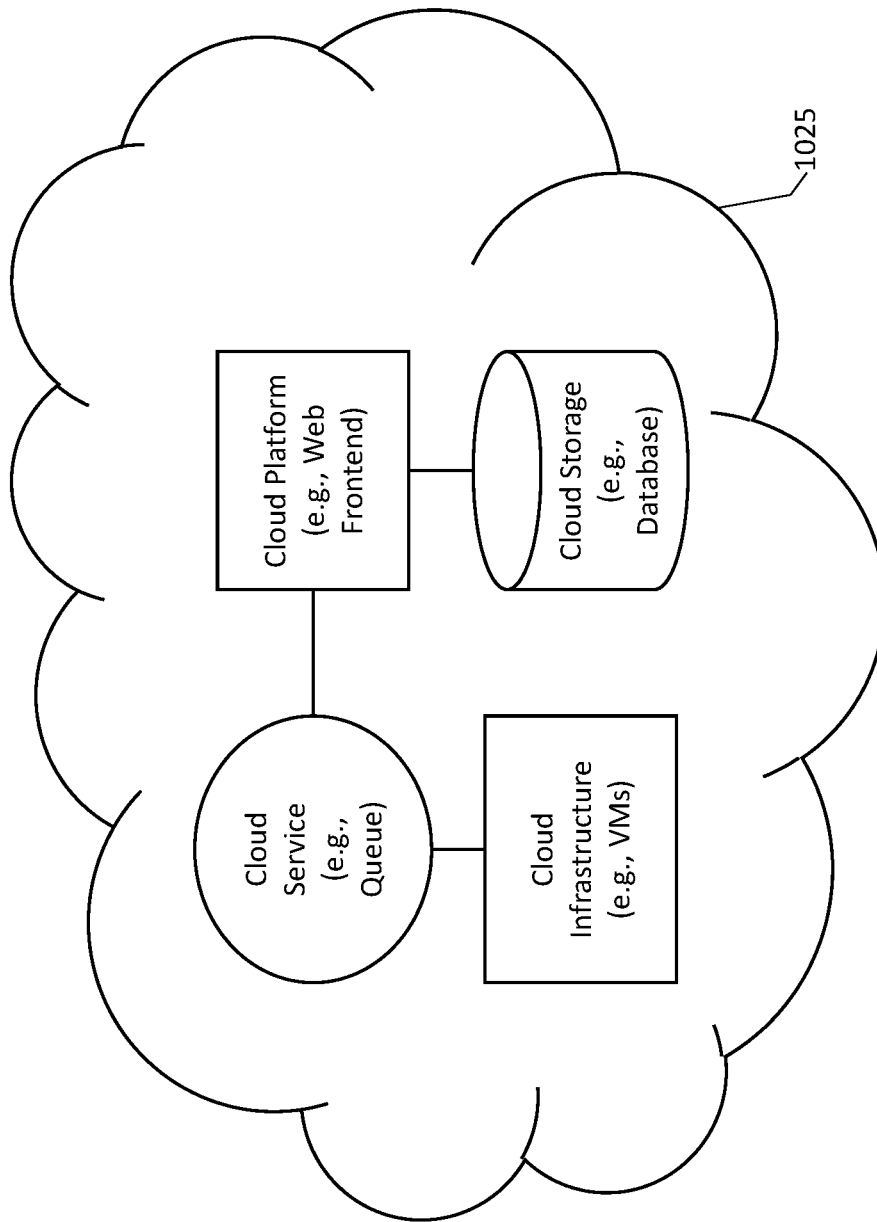 Cloud
Service
(e.g.,
Queue)
Cloud Platform
(e.g., Web
Frontend)
Cloud
Infrastructure
(e.g., VMs)
Cloud Storage
(e.g.,
Database)
1025